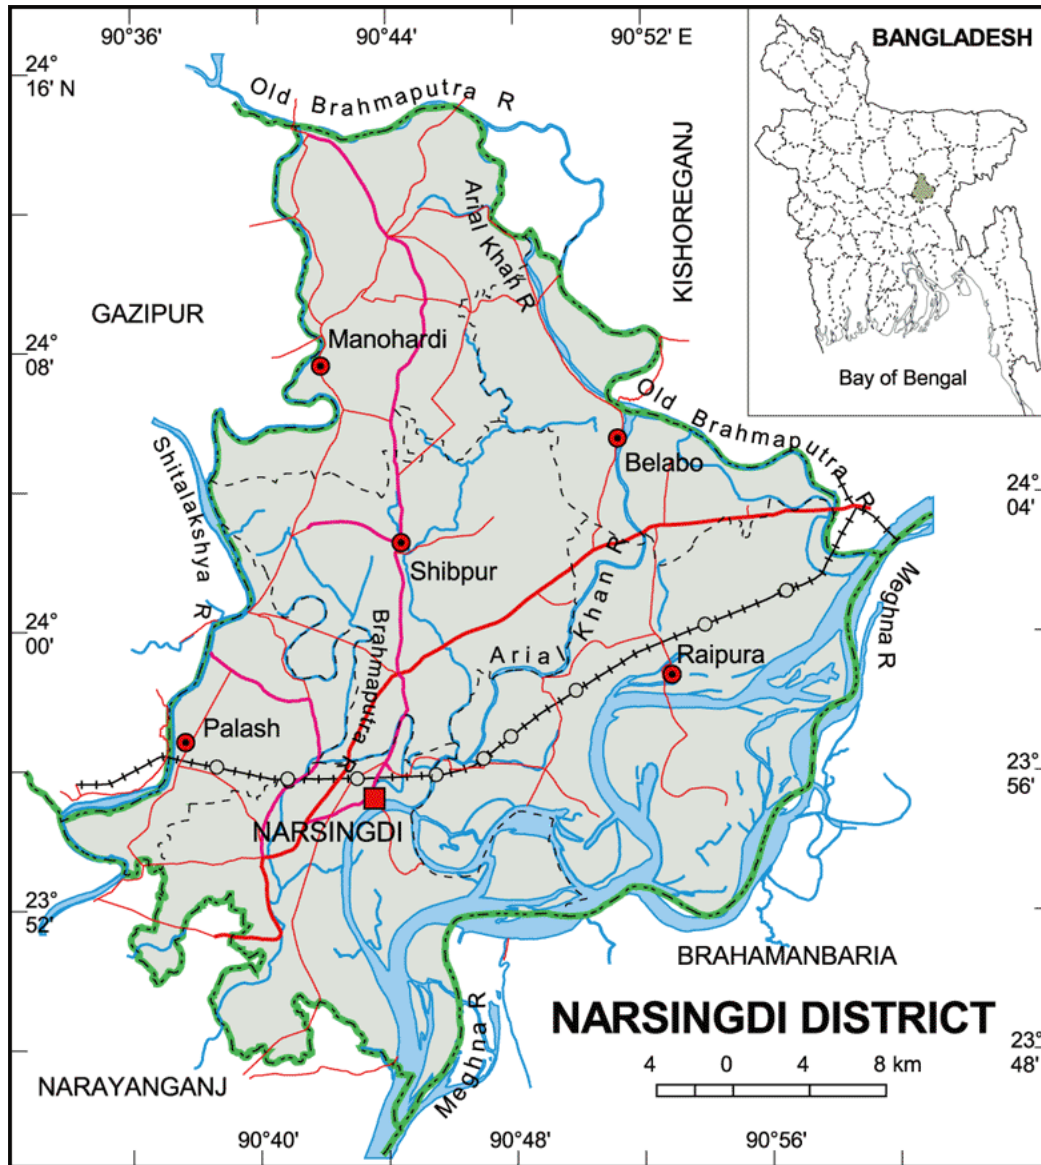 90°36'
90°44'
90°52' E
24°
16' N
BANGLADESH
Bay of Bengal
Old Brahmaputra R
KISHOREGANJ
Arial Khan R
GAZIPUR
Manohardi
24°
08'
Old Brahmaputra R
Belabo
Shitalakshya R
24°
04'
Shibpur
Meghna R
24°
00'
Brahmaputra R
Arial Khan R
Raipura
Palash
23°
56'
NARSINGDI
23°
52'
BRAHAMANBARIA
NARSINGDI DISTRICT
Meghna R
23°
48'
4 0 4 8 km
NARAYANGANJ
90°40'
90°48'
90°56'